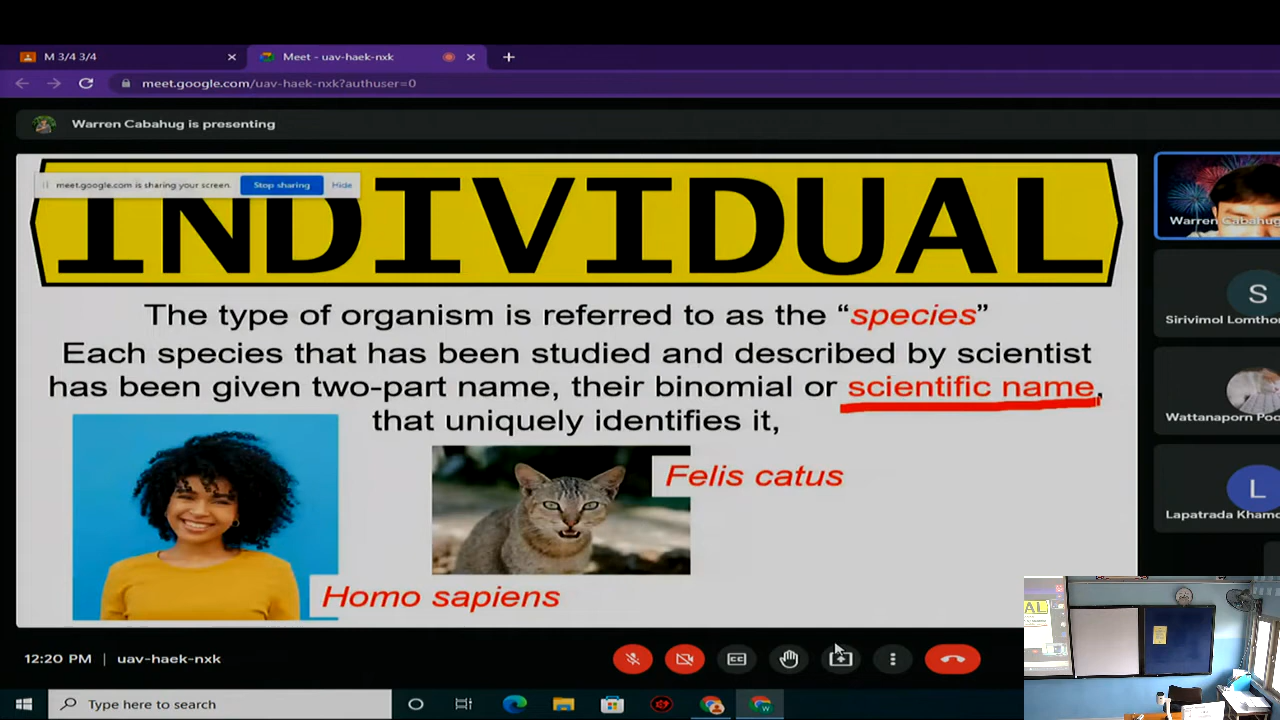 M 3/4 3/4
Meet - uav-haek-nxk
meet.google.com/uav-haek-nxk?authuser=0
Warren Cabahug is presenting
meet.google.com is sharing your screen.
Stop sharing
Hide
INDIVIDUAL
The type of organism is referred to as the “species”
Each species that has been studied and described by scientist
has been given two-part name, their binomial or scientific name,
that uniquely identifies it,
Felis catus
Homo sapiens
Warren Cabahug
S
Sirivimol Lomthor
Wattanaporn Poo
L
Lapatrada Khamo
12:20 PM | uav-haek-nxk
CC
Type here to search